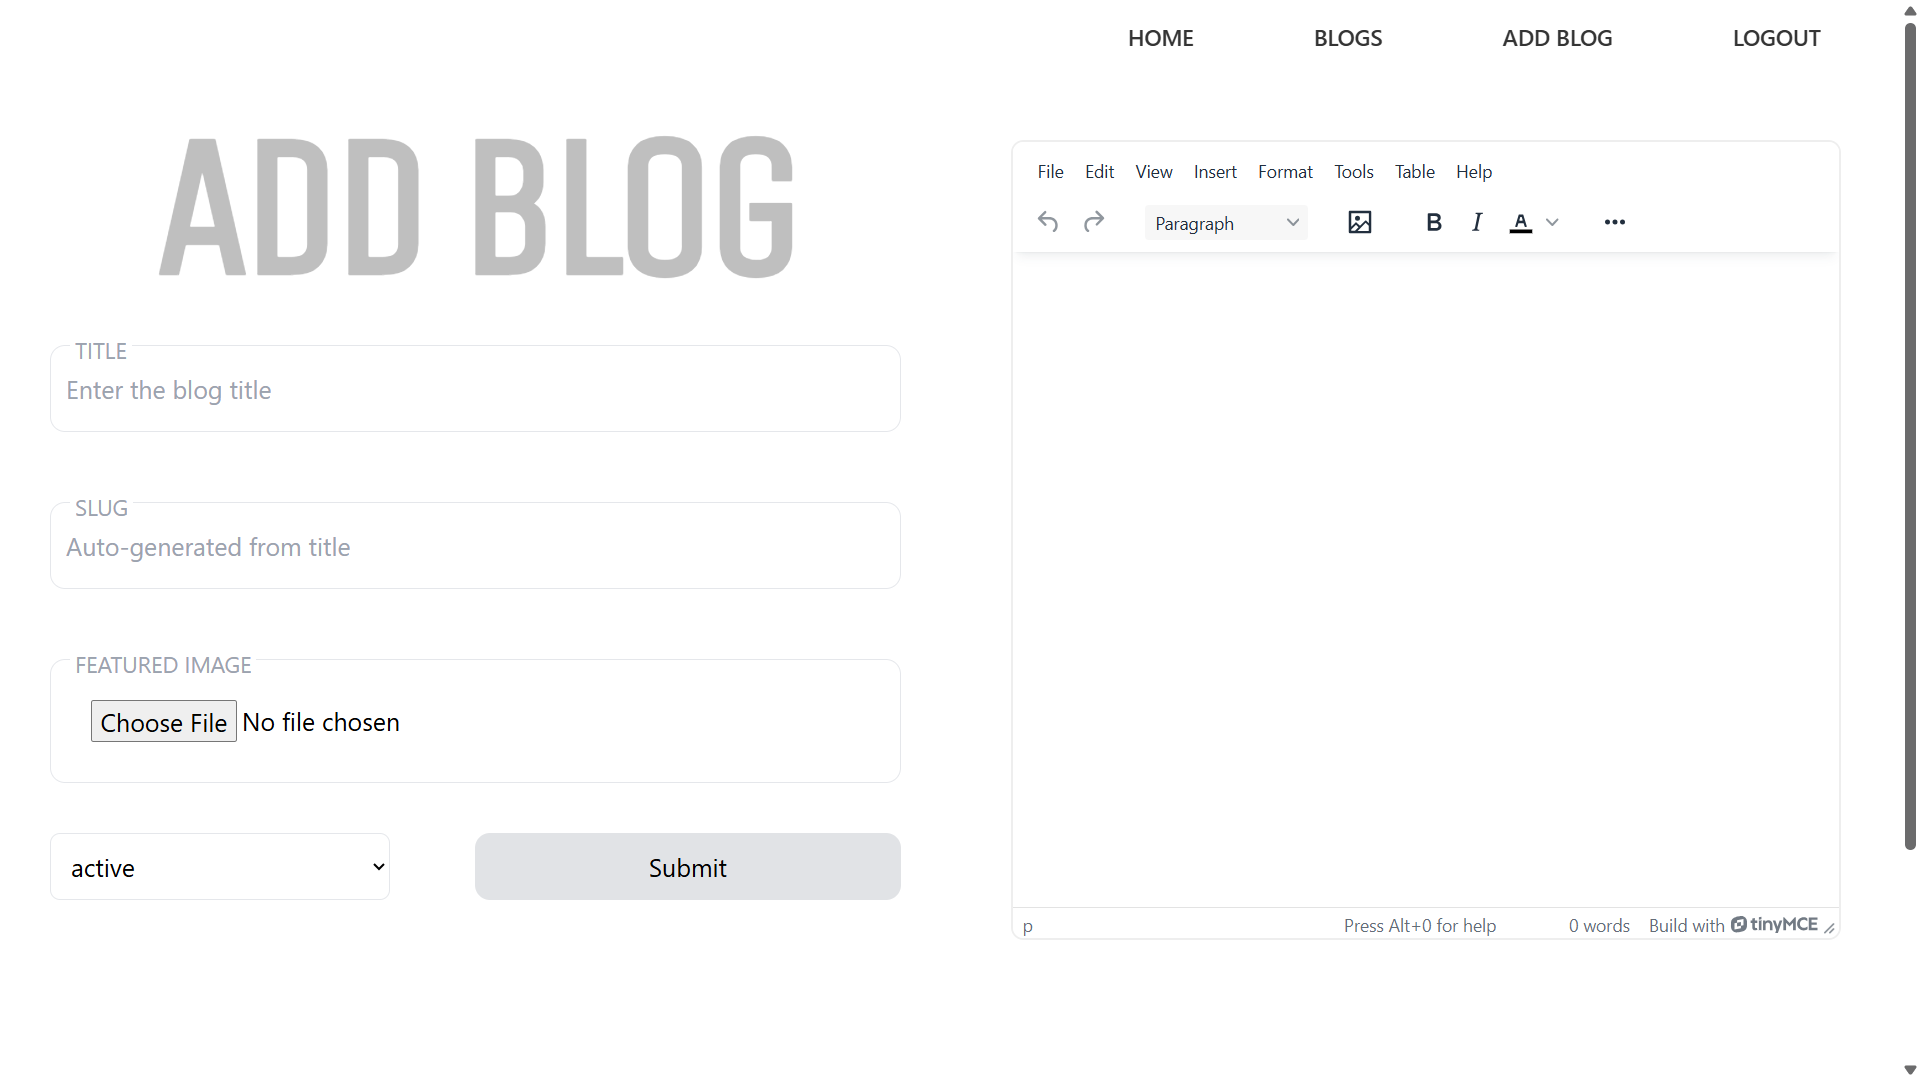 HOME BLOGS ADD BLOG LOGOUT
ADD BLOG
TITLE
Enter the blog title
SLUG
Auto-generated from title
FEATURED IMAGE
Choose File No file chosen
active
Submit
File Edit View Insert Format Tools Table Help
Paragraph B I A
p Press Alt+0 for help 0 words Build with tinyMCE